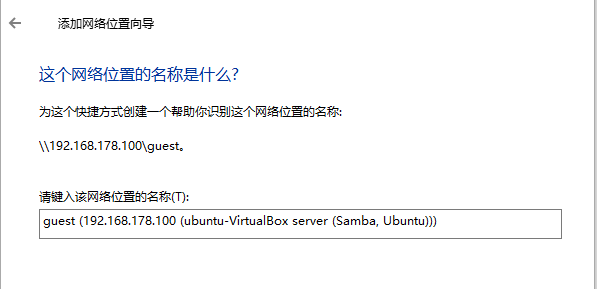 添加网络位置向导
这个网络位置的名称是什么?
为这个快捷方式创建一个帮助你识别这个网络位置的名称:
\\192.168.178.100\guest。
请键入该网络位置的名称(T):
guest (192.168.178.100 (ubuntu-VirtualBox server (Samba, Ubuntu)))